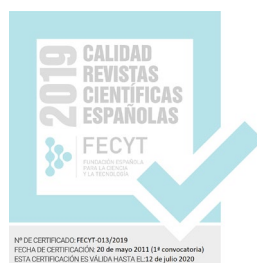 2019
CALIDAD
REVISTAS
CIENTÍFICAS
ESPAÑOLAS
FECYT
FUNDACIÓN ESPAÑOLA
PARA LA CIENCIA
Y LA TECNOLOGÍA
Nº DE CERTIFICADO: FECYT-013/2019
FECHA DE CERTIFICACIÓN: 20 de mayo 2011 (1ª convocatoria)
ESTA CERTIFICACIÓN ES VÁLIDA HASTA EL: 12 de julio 2020